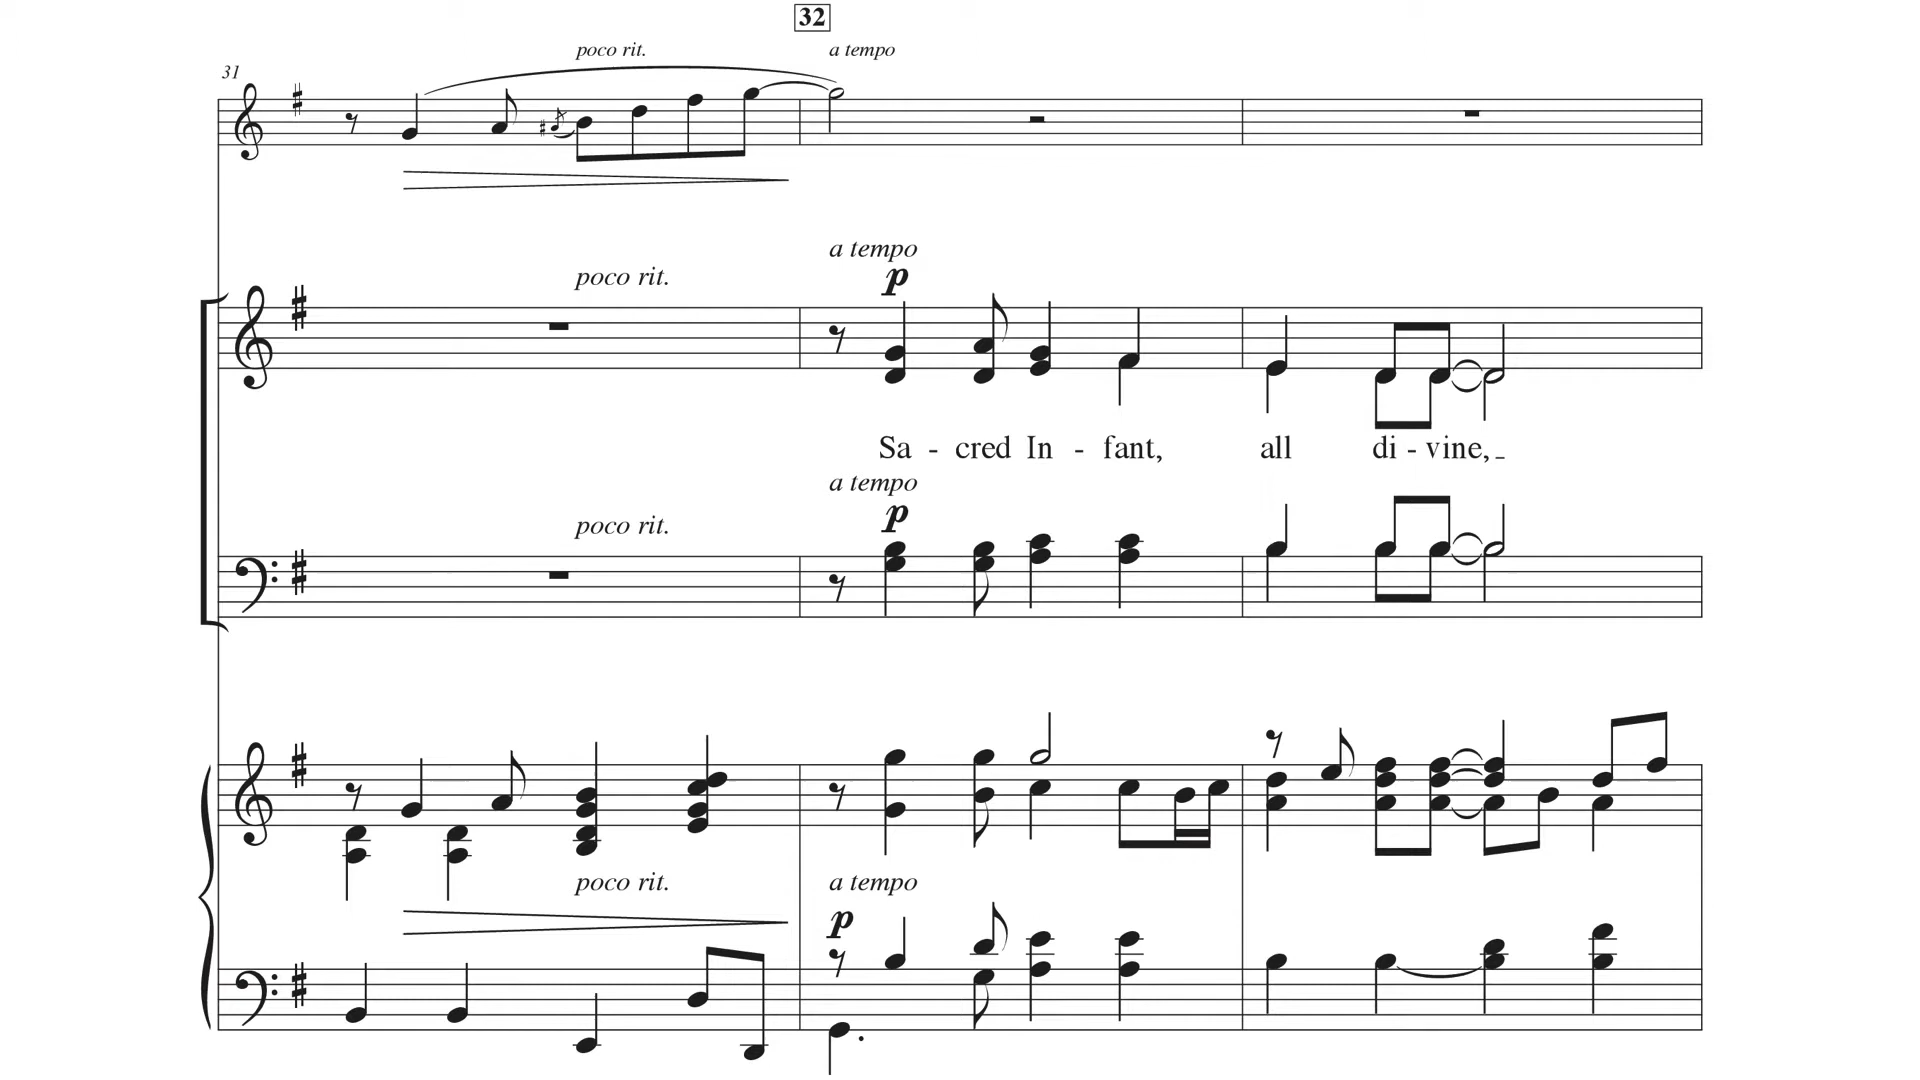 32
poco rit. a tempo
31
a tempo
p
poco rit.
Sa - cred In - fant, all di - vine,_
a tempo
p
poco rit.
poco rit. a tempo
p